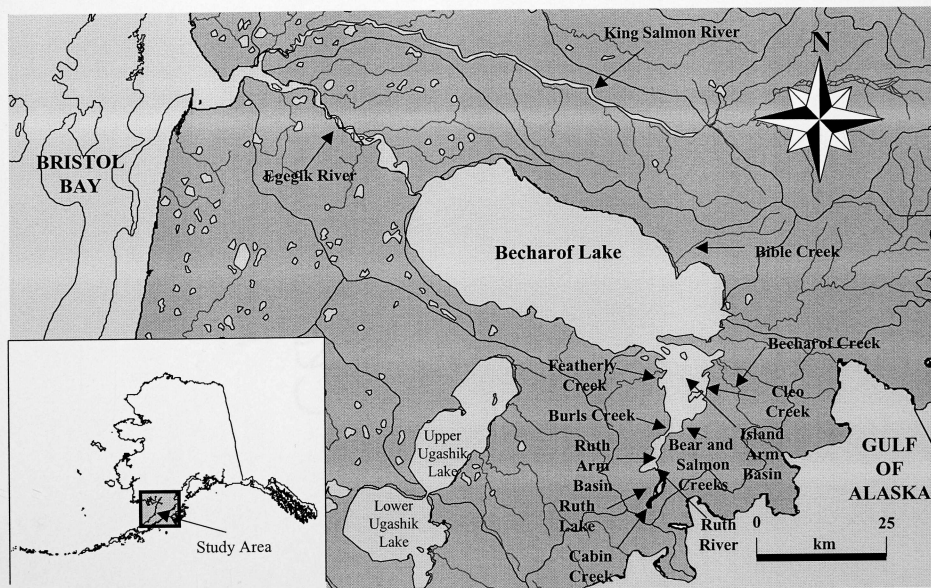 King Salmon River
N
BRISTOL
BAY
Egegik River
Becharof Lake
Bible Creek
Becharof Creek
Featherly
Creek
Cleo
Creek
Burls Creek
Upper
Ugashik
Lake
Ruth
Arm
Basin
Bear and
Salmon
Creeks
Island
Arm
Basin
GULF
OF
ALASKA
Lower
Ugashik
Lake
Ruth
Lake
Ruth
River
0 25
km
Cabin
Creek
Study Area